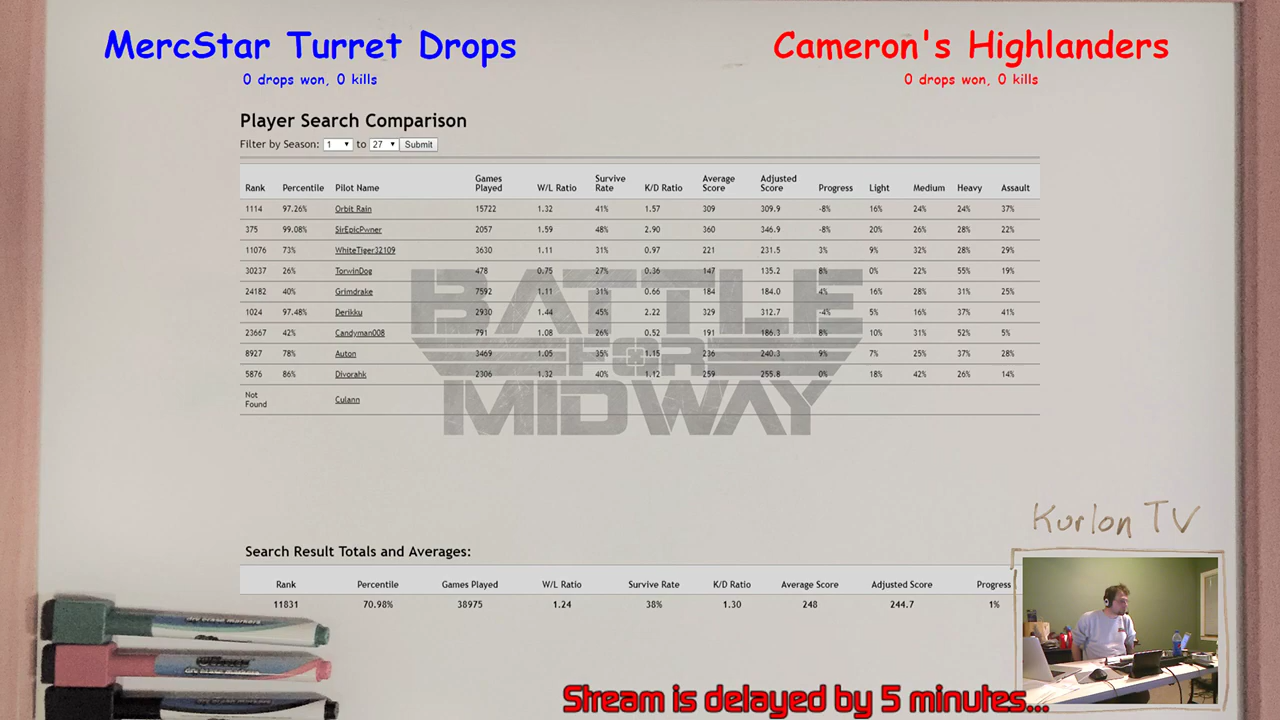 MercStar Turret Drops
0 drops won, 0 kills
Cameron's Highlanders
0 drops won, 0 kills
Player Search Comparison
Filter by Season: 1 to 27 Submit
Rank Percentile Pilot Name Games Played W/L Ratio Survive Rate K/D Ratio Average Score Adjusted Score Progress Light Medium Heavy Assault
1114 97.26% Orbit Rain 15722 1.32 41% 1.57 309 309.9 -8% 16% 24% 24% 37%
375 99.08% SirEpicPwner 2057 1.59 48% 2.90 360 346.9 -8% 20% 26% 28% 22%
11076 73% WhiteTiger32109 3630 1.11 31% 0.97 221 231.5 3% 9% 32% 28% 29%
30237 26% TorwinDog 478 0.75 27% 0.36 147 135.2 8% 0% 22% 55% 19%
24182 40% Grimdrake 7592 1.11 31% 0.66 184 184.0 4% 16% 28% 31% 25%
1024 97.48% Derikku 2930 1.44 45% 2.22 329 312.7 -4% 5% 16% 37% 41%
23667 42% Candyman008 791 1.08 26% 0.52 191 186.3 8% 10% 31% 52% 5%
8927 78% Auton 3469 1.05 35% 1.15 236 240.3 9% 7% 25% 37% 28%
5876 86% Divorahk 2306 1.32 40% 1.12 259 255.8 0% 18% 42% 26% 14%
Not Found Culann
BATTLE
FOR
MIDWAY
Kurlon TV
Search Result Totals and Averages:
Rank Percentile Games Played W/L Ratio Survive Rate K/D Ratio Average Score Adjusted Score Progress
11831 70.98% 38975 1.24 38% 1.30 248 244.7 1%
Stream is delayed by 5 minutes...